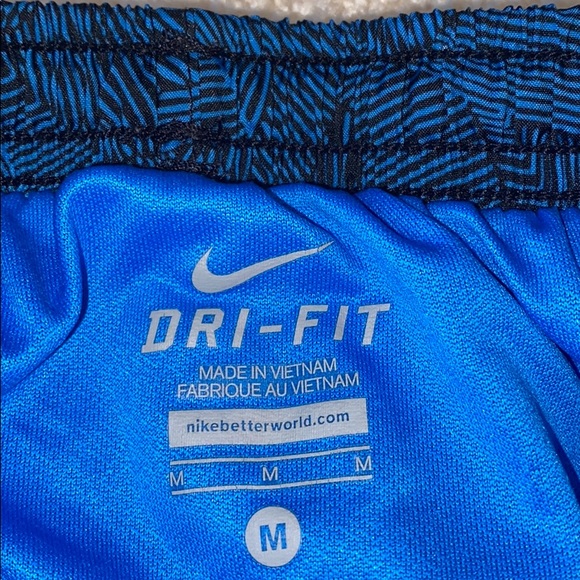 DRI-FIT
MADE IN VIETNAM
FABRIQUE AU VIETNAM
nikebetterworld.com
M M M
M